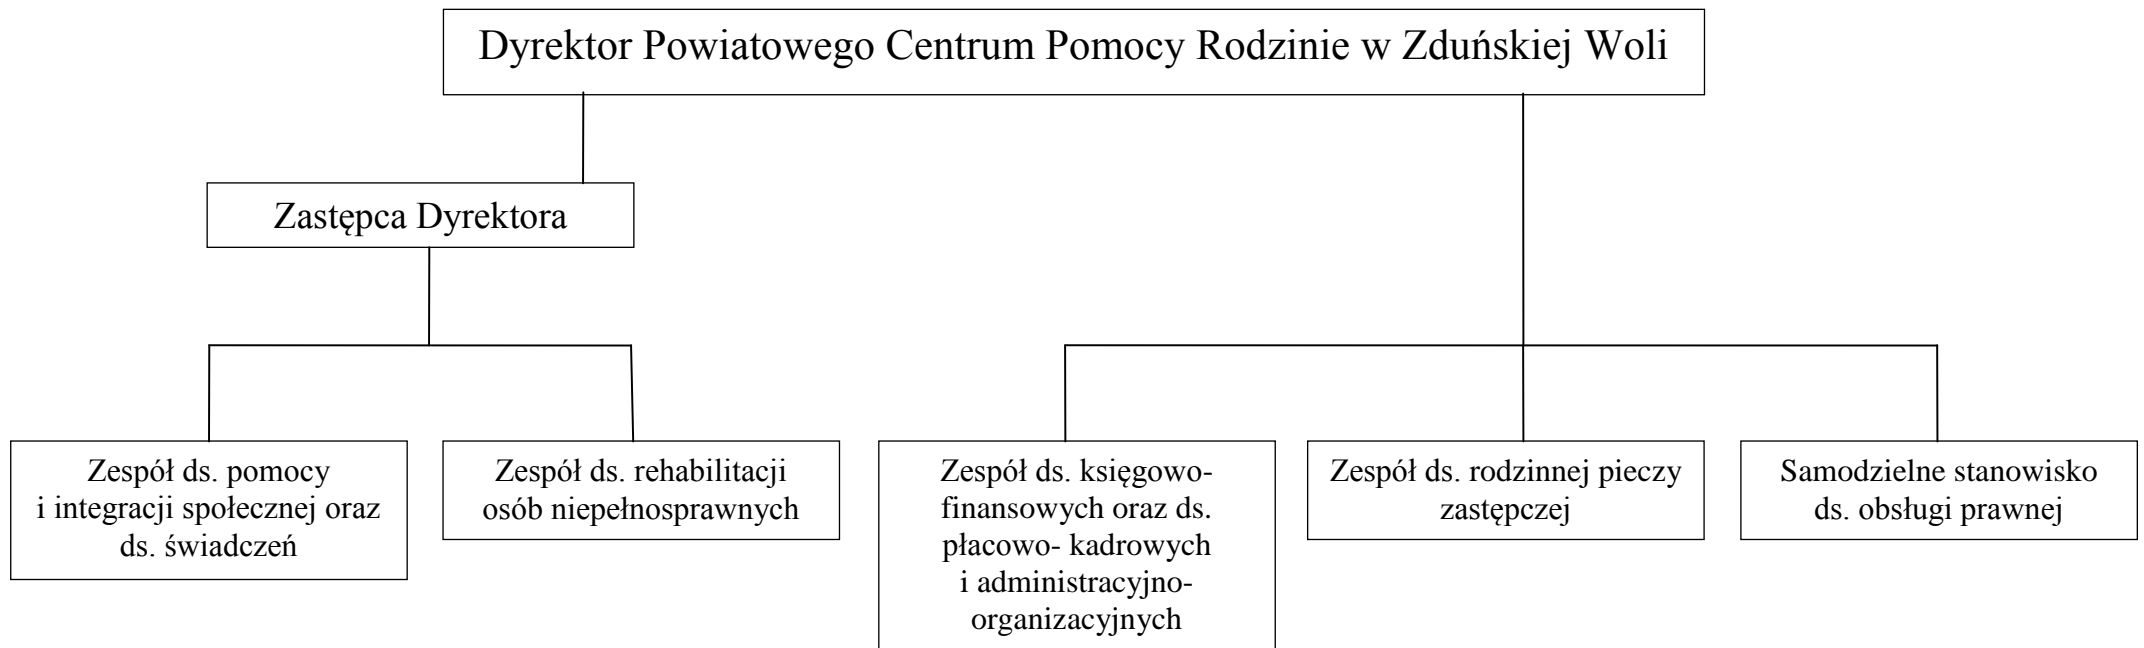 Dyrektor Powiatowego Centrum Pomocy Rodzinie w Zduńskiej Woli
Zastępca Dyrektora
Zespół ds. pomocy
i integracji społecznej oraz
ds. świadczeń
Zespół ds. rehabilitacji
osób niepełnosprawnych
Zespół ds. księgowo-
finansowych oraz ds.
płacowo- kadrowych
i administracyjno-
organizacyjnych
Zespół ds. rodzinnej pieczy
zastępczej
Samodzielne stanowisko
ds. obsługi prawnej